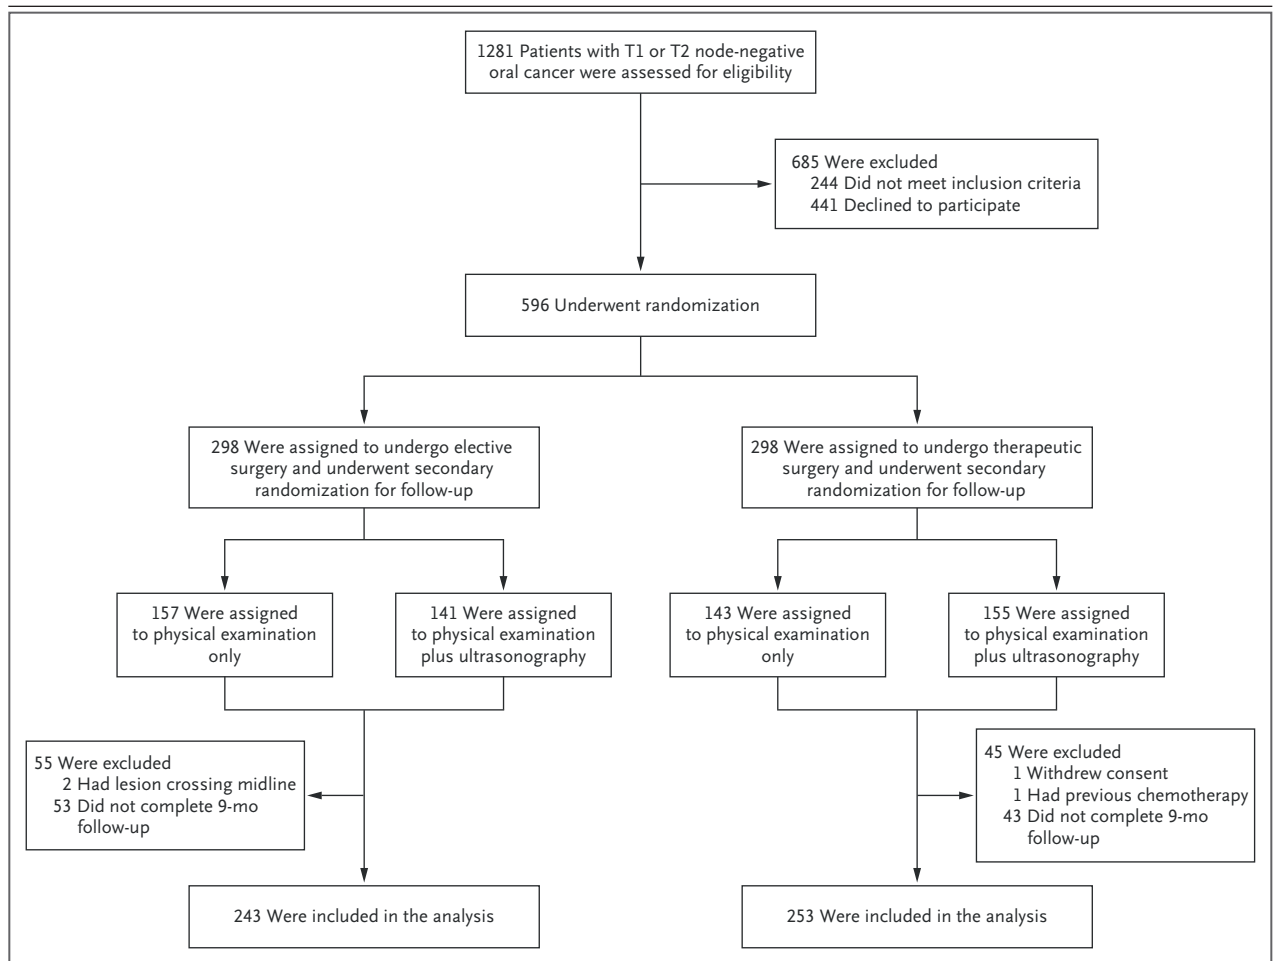 1281 Patients with T1 or T2 node-negative
oral cancer were assessed for eligibility
685 Were excluded
244 Did not meet inclusion criteria
441 Declined to participate
596 Underwent randomization
298 Were assigned to undergo elective
surgery and underwent secondary
randomization for follow-up
298 Were assigned to undergo therapeutic
surgery and underwent secondary
randomization for follow-up
157 Were assigned
to physical examination
only
141 Were assigned
to physical examination
plus ultrasonography
143 Were assigned
to physical examination
only
155 Were assigned
to physical examination
plus ultrasonography
55 Were excluded
2 Had lesion crossing midline
53 Did not complete 9-mo
follow-up
45 Were excluded
1 Withdrew consent
1 Had previous chemotherapy
43 Did not complete 9-mo
follow-up
243 Were included in the analysis
253 Were included in the analysis